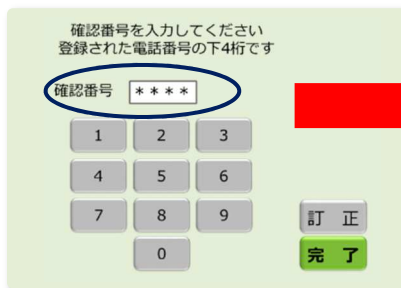 確認番号を入力してください
登録された電話番号の下4桁です
確認番号 ****
1 2 3
4 5 6
7 8 9 訂 正
0 完 了